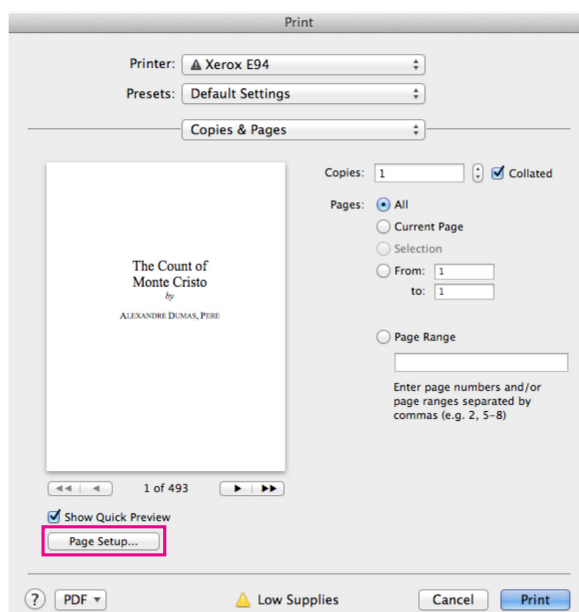 Print
Printer: Xerox E94
Presets: Default Settings
Copies & Pages
Copies: 1 Collated
Pages: All
Current Page
Selection
From: 1
to: 1
Page Range
Enter page numbers and/or
page ranges separated by
commas (e.g. 2, 5-8)
The Count of
Monte Cristo
by
ALEXANDRE DUMAS, PERE
1 of 493
Show Quick Preview
Page Setup...
? PDF Low Supplies Cancel Print